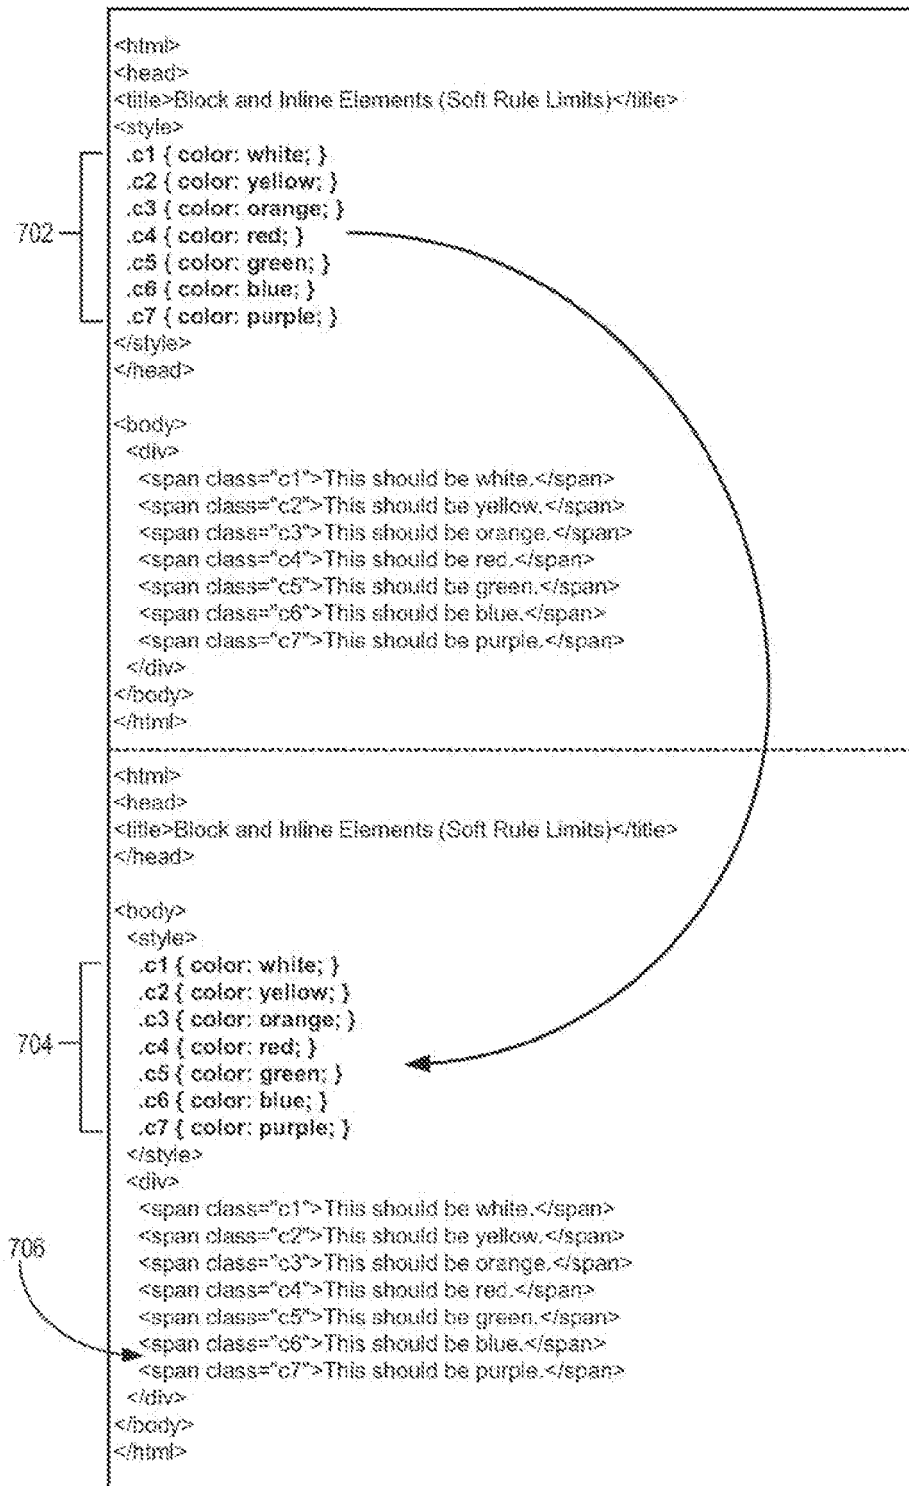 <html>
<head>
<title>Block and Inline Elements (Soft Rule Limits)</title>
<style>
.c1 { color: white; }
.c2 { color: yellow; }
.c3 { color: orange; }
702
.c4 { color: red; }
.c5 { color: green; }
.c6 { color: blue; }
.c7 { color: purple; }
</style>
</head>
<body>
<div>
<span class="c1">This should be white.</span>
<span class="c2">This should be yellow.</span>
<span class="c3">This should be orange.</span>
<span class="c4">This should be red.</span>
<span class="c5">This should be green.</span>
<span class="c6">This should be blue.</span>
<span class="c7">This should be purple.</span>
</div>
</body>
</html>
<html>
<head>
<title>Block and Inline Elements (Soft Rule Limits)</title>
</head>
<body>
<style>
.c1 { color: white; }
.c2 { color: yellow; }
.c3 { color: orange; }
704
.c4 { color: red; }
.c5 { color: green; }
.c6 { color: blue; }
.c7 { color: purple; }
</style>
<div>
<span class="c1">This should be white.</span>
<span class="c2">This should be yellow.</span>
706
<span class="c3">This should be orange.</span>
<span class="c4">This should be red.</span>
<span class="c5">This should be green.</span>
<span class="c6">This should be blue.</span>
<span class="c7">This should be purple.</span>
</div>
</body>
</html>